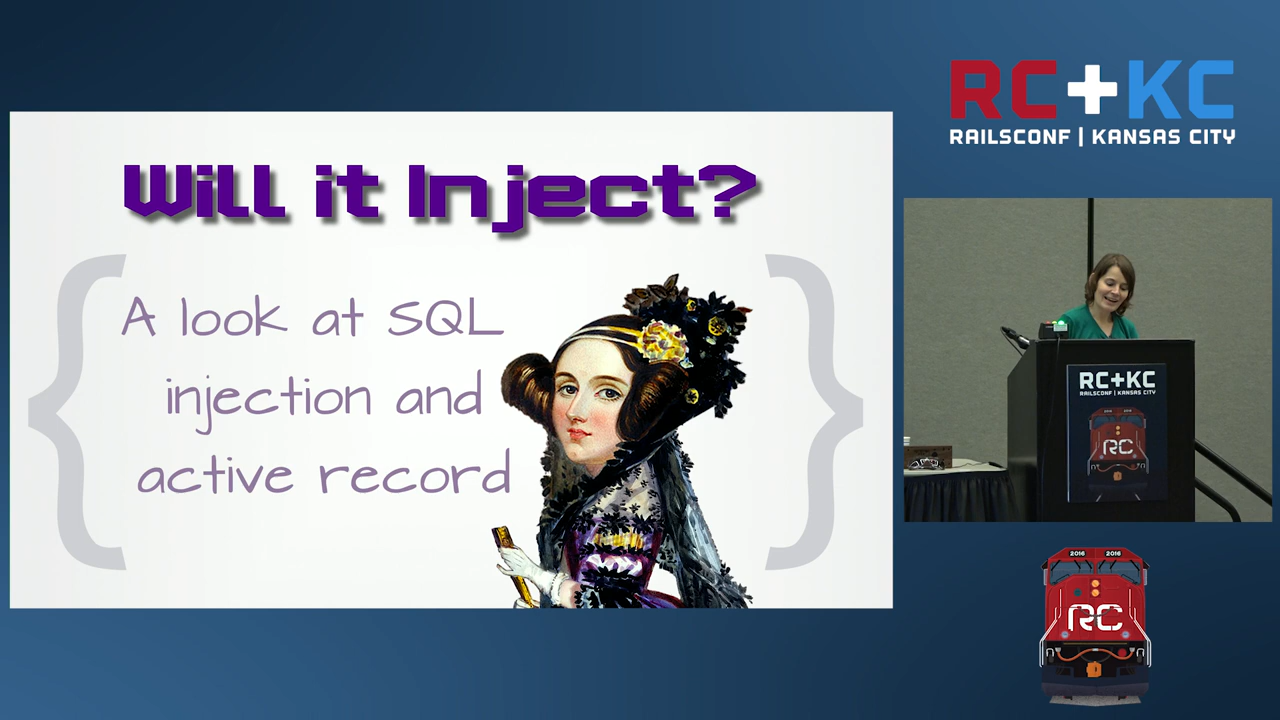 Will it Inject?
A look at SQL
injection and
active record
RC+KC
RAILSCONF | KANSAS CITY
RC+KC
RAILSCONF | KANSAS CITY
RC
2016 2016
RC